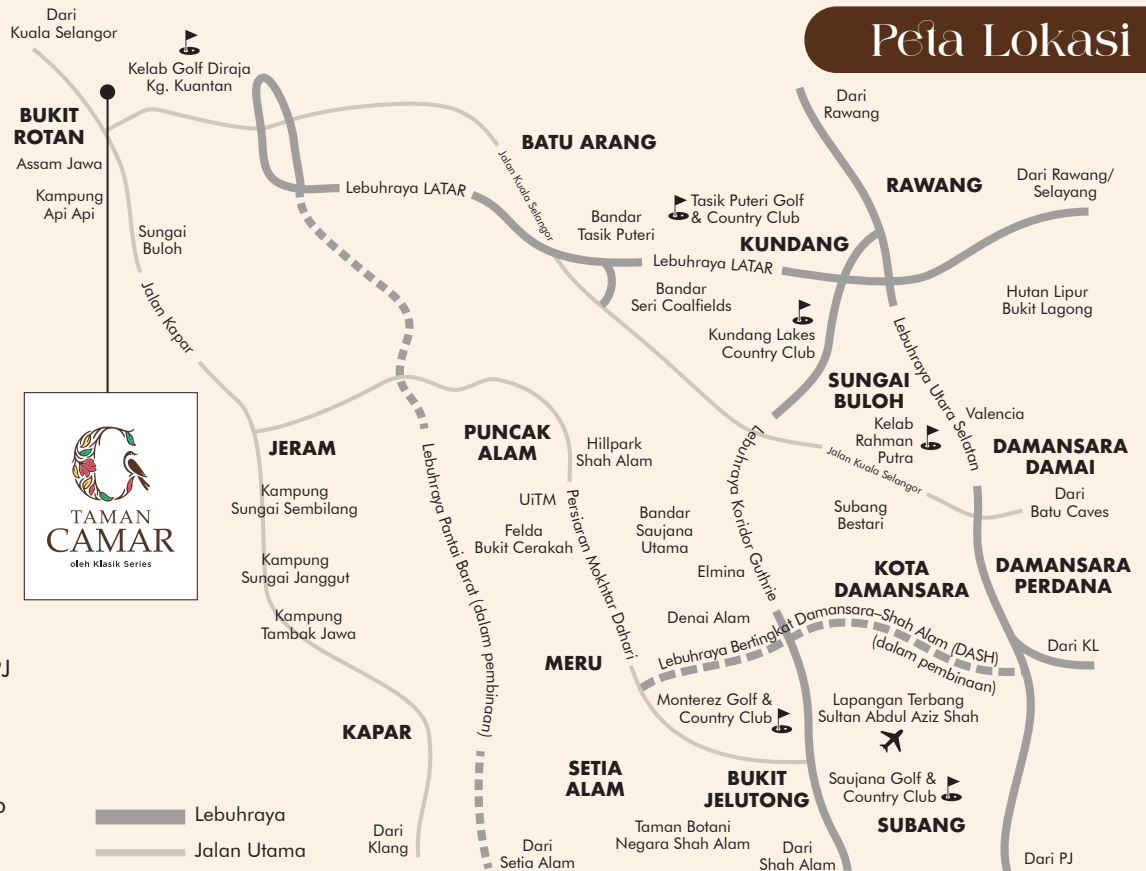 Peta Lokasi
Dari
Kuala Selangor
Kelab Golf Diraja
Kg. Kuantan
BUKIT
ROTAN
Assam Jawa
Kampung
Api Api
Sungai
Buloh
Jalan Kapar
TAMAN
CAMAR
oleh Klasik Series
Lebuhraya LATAR
BATU ARANG
Jalan Kuala Selangor
Bandar
Tasik Puteri
Tasik Puteri Golf
& Country Club
KUNDANG
Lebuhraya LATAR
Bandar
Seri Coalfields
Kundang Lakes
Country Club
Dari
Rawang
RAWANG
Dari Rawang/
Selayang
Hutan Lipur
Bukit Lagong
Lebuhraya Utara Selatan
SUNGAI
BULOH
Kelab
Rahman
Putra
Valencia
DAMANSARA
DAMAI
Jalan Kuala Selangor
Dari
Batu Caves
Subang
Bestari
JERAM
Kampung
Sungai Sembilang
Kampung
Sungai Janggut
Kampung
Tambak Jawa
Lebuhraya Pantai Barat (dalam pembinaan)
PUNCAK
ALAM
Hillpark
Shah Alam
UiTM
Felda
Bukit Cerakah
Persiaran Mokhtar Dahari
Bandar
Saujana
Utama
Elmina
Denai Alam
Lebuhraya Koridor Guthrie
KOTA
DAMANSARA
DAMANSARA
PERDANA
Lebuhraya Bertingkat Damansara–Shah Alam (DASH)
(dalam pembinaan)
Dari KL
MERU
Monterez Golf &
Country Club
Lapangan Terbang
Sultan Abdul Aziz Shah
KAPAR
SETIA
ALAM
BUKIT
JELUTONG
Saujana Golf &
Country Club
SUBANG
Taman Botani
Negara Shah Alam
Dari
Klang
Dari
Setia Alam
Dari
Shah Alam
Dari PJ
Lebuhraya
Jalan Utama